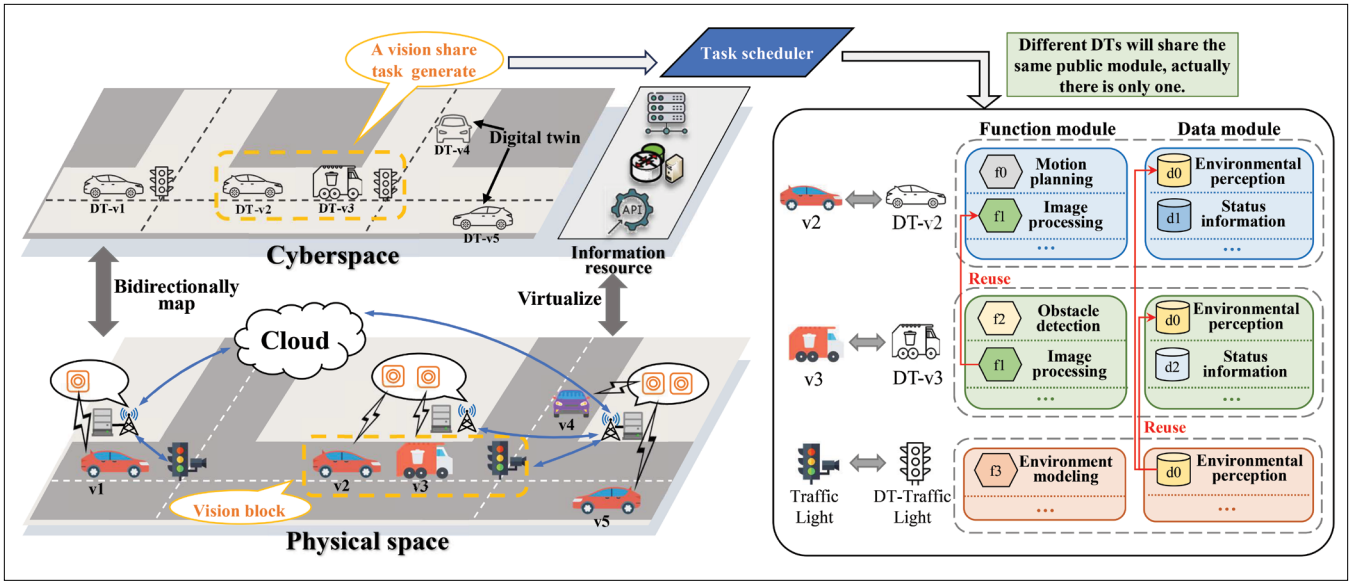 A vision share
task generate
Task scheduler
Different DTs will share the
same public module, actually
there is only one.
Digital twin
DT-v4
DT-v1
DT-v2
DT-v3
DT-v5
API
Cyberspace
Information
resource
Bidirectionally
map
Virtualize
Cloud
v1
v2
v3
v4
v5
Vision block
Physical space
Function module
Data module
v2
DT-v2
f0
Motion
planning
f1
Image
processing
...
d0
Environmental
perception
d1
Status
information
...
Reuse
v3
DT-v3
f2
Obstacle
detection
f1
Image
processing
...
d0
Environmental
perception
d2
Status
information
...
Reuse
Traffic
Light
DT-Traffic
Light
f3
Environment
modeling
...
d0
Environmental
perception
...